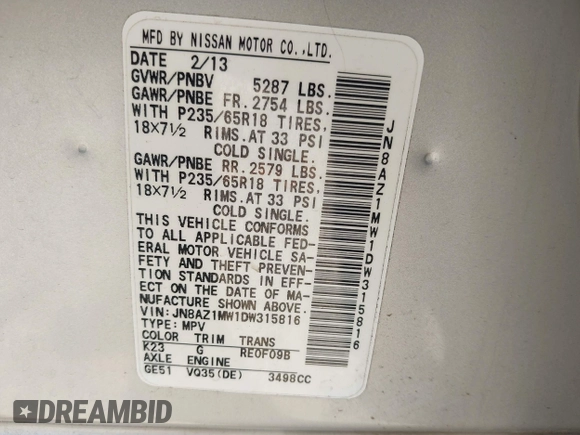 MFD BY NISSAN MOTOR CO.,LTD.
DATE 2/13
GVWR/PNBV 5287 LBS.
GAWR/PNBE FR. 2754 LBS.
WITH P235/65R18 TIRES,
18X7½ RIMS.AT 33 PSI
COLD SINGLE.
GAWR/PNBE RR. 2579 LBS.
WITH P235/65R18 TIRES,
18X7½ RIMS.AT 33 PSI
COLD SINGLE.
THIS VEHICLE CONFORMS
TO ALL APPLICABLE FED-
ERAL MOTOR VEHICLE SA-
FETY AND THEFT PREVEN-
TION STANDARDS IN EFF-
ECT ON THE DATE OF MA-
NUFACTURE SHOWN ABOVE.
VIN:JN8AZ1MW1DW315816
TYPE:MPV
COLOR TRIM TRANS
K23 G RE0F09B
AXLE ENGINE
GE51 VQ35(DE) 3498CC
JN8AZ1MW1DW315816
DREAMBID